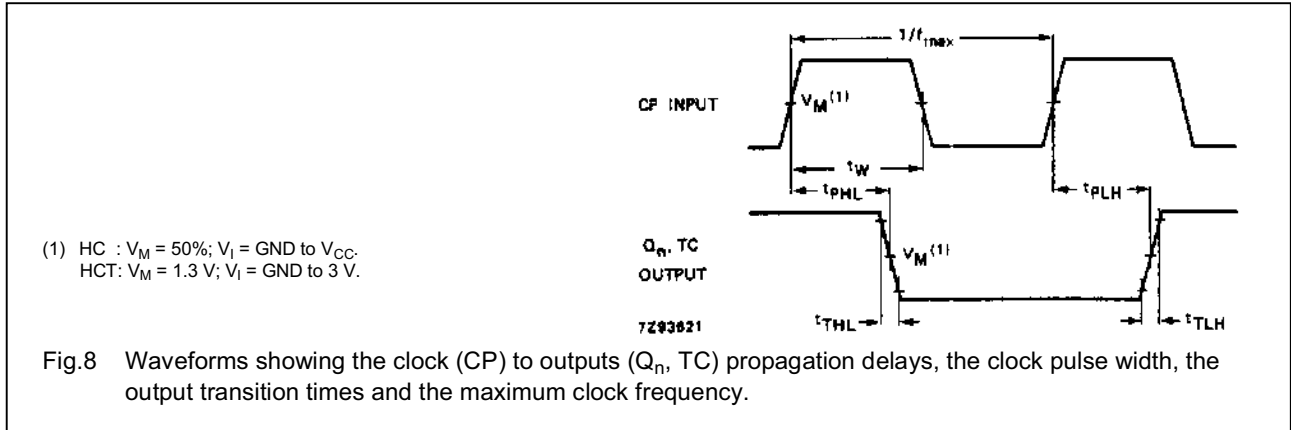 1/fmax
CP INPUT
VM(1)
tW
tPHL
tPLH
Qn, TC
OUTPUT
VM(1)
7Z93621
tTHL
tTLH
(1) HC : VM = 50%; VI = GND to VCC.
HCT: VM = 1.3 V; VI = GND to 3 V.
Fig.8 Waveforms showing the clock (CP) to outputs (Qn, TC) propagation delays, the clock pulse width, the
output transition times and the maximum clock frequency.